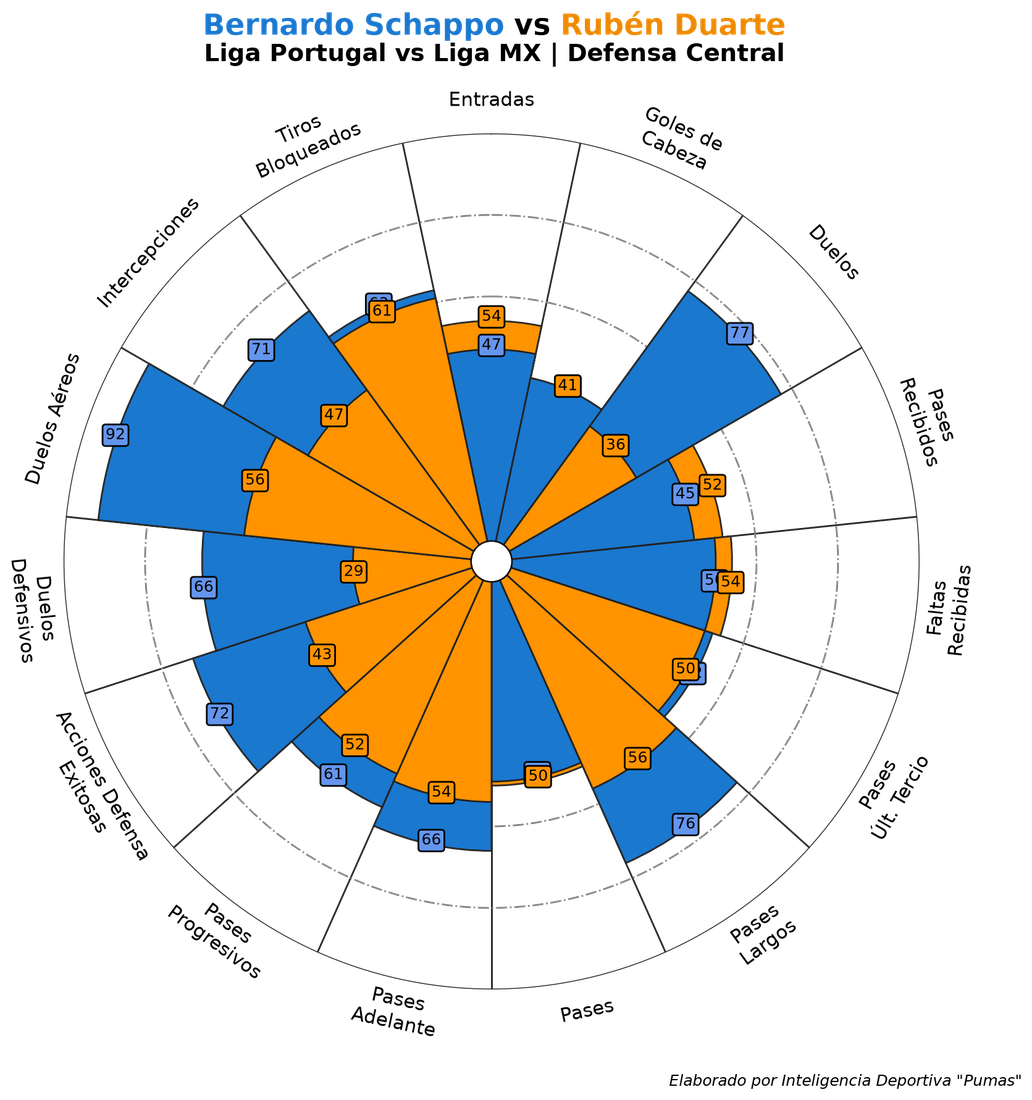 Bernardo Schappo vs Rubén Duarte
Liga Portugal vs Liga MX | Defensa Central
Entradas
54
47
Goles de
Cabeza
41
Duelos
77
36
Pases
Recibidos
45
52
Faltas
Recibidas
54
Pases
Últ. Tercio
50
Pases
Largos
56
76
Pases
50
Pases
Adelante
54
66
Pases
Progresivos
52
61
Acciones Defensa
Exitosas
43
72
Duelos
Defensivos
29
66
Duelos Aéreos
92
56
Intercepciones
71
47
Tiros
Bloqueados
61
Elaborado por Inteligencia Deportiva "Pumas"